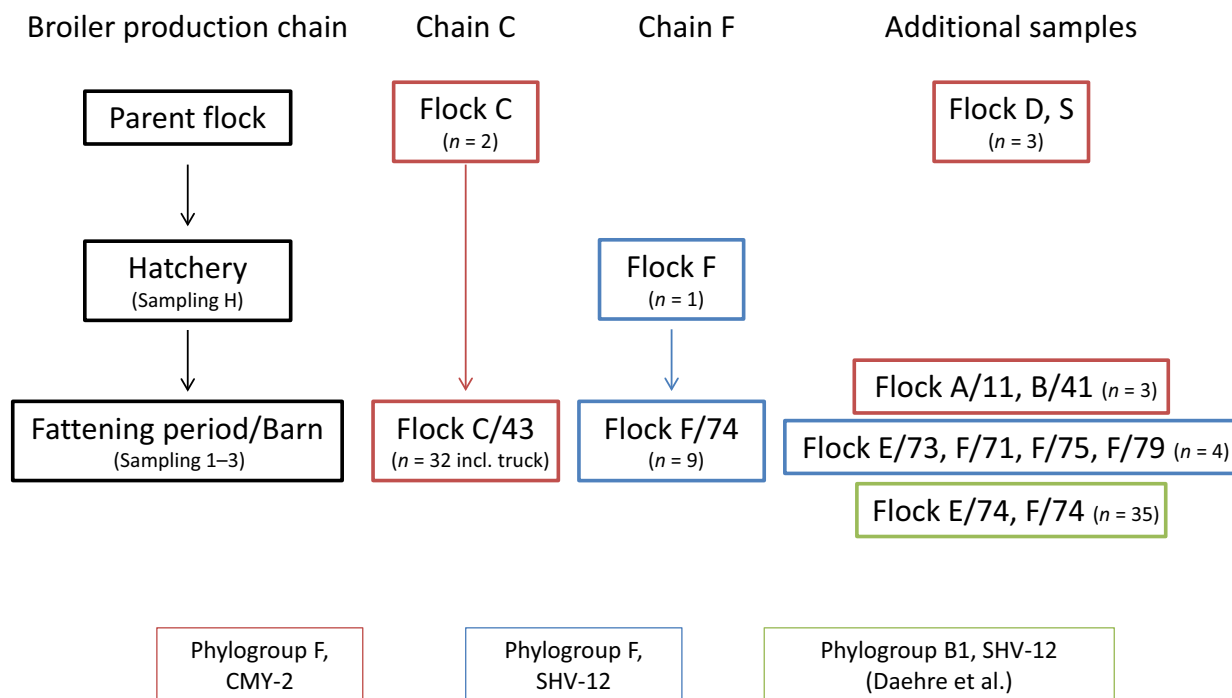 Broiler production chain
Chain C
Chain F
Additional samples
Parent flock
Flock C
(n = 2)
Flock D, S
(n = 3)
Hatchery
(Sampling H)
Flock F
(n = 1)
Fattening period/Barn
(Sampling 1–3)
Flock C/43
(n = 32 incl. truck)
Flock F/74
(n = 9)
Flock A/11, B/41 (n = 3)
Flock E/73, F/71, F/75, F/79 (n = 4)
Flock E/74, F/74 (n = 35)
Phylogroup F,
CMY-2
Phylogroup F,
SHV-12
Phylogroup B1, SHV-12
(Daehre et al.)